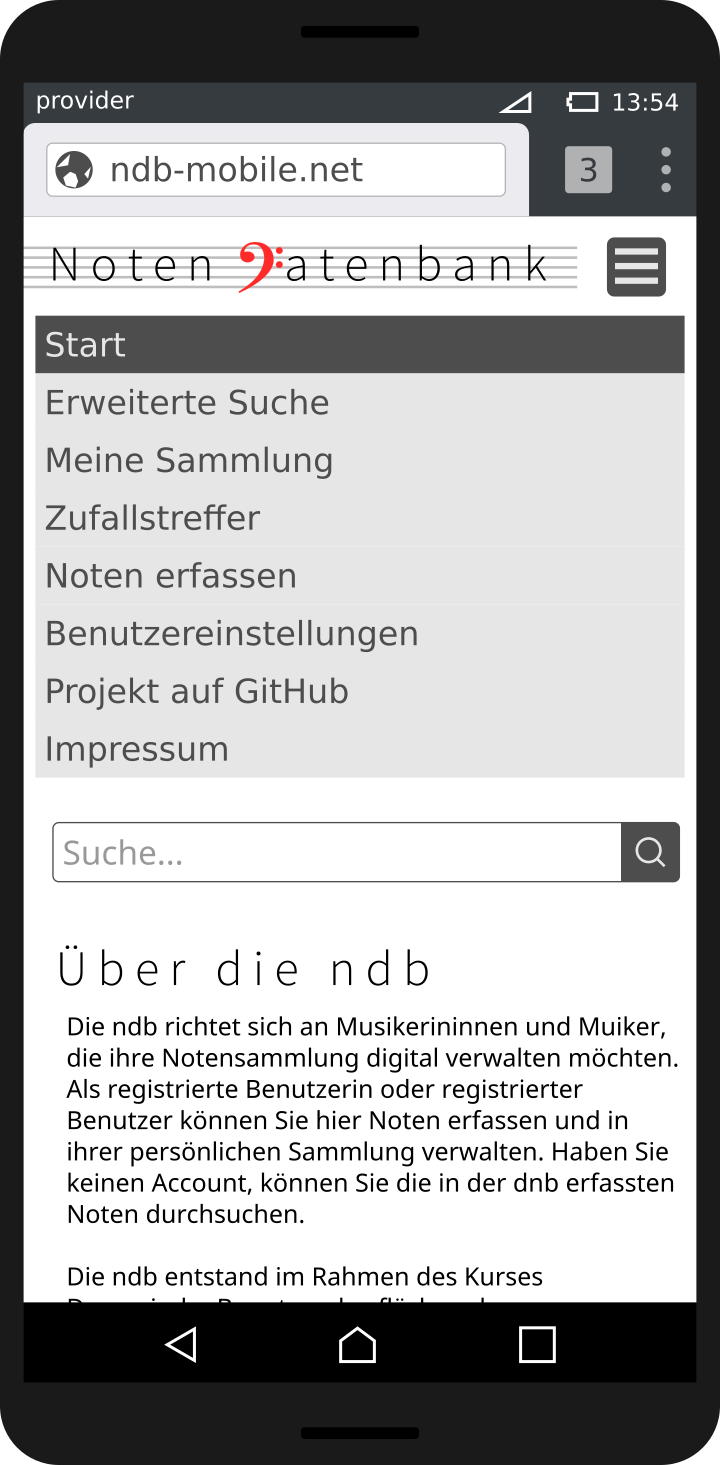 provider
13:54
ndb-mobile.net
3
Noten Datenbank
Start
Erweiterte Suche
Meine Sammlung
Zufallstreffer
Noten erfassen
Benutzereinstellungen
Projekt auf GitHub
Impressum
Suche...
Über die ndb
Die ndb richtet sich an Musikerininnen und Muiker,
die ihre Notensammlung digital verwalten möchten.
Als registrierte Benutzerin oder registrierter
Benutzer können Sie hier Noten erfassen und in
ihrer persönlichen Sammlung verwalten. Haben Sie
keinen Account, können Sie die in der dnb erfassten
Noten durchsuchen.
Die ndb entstand im Rahmen des Kurses